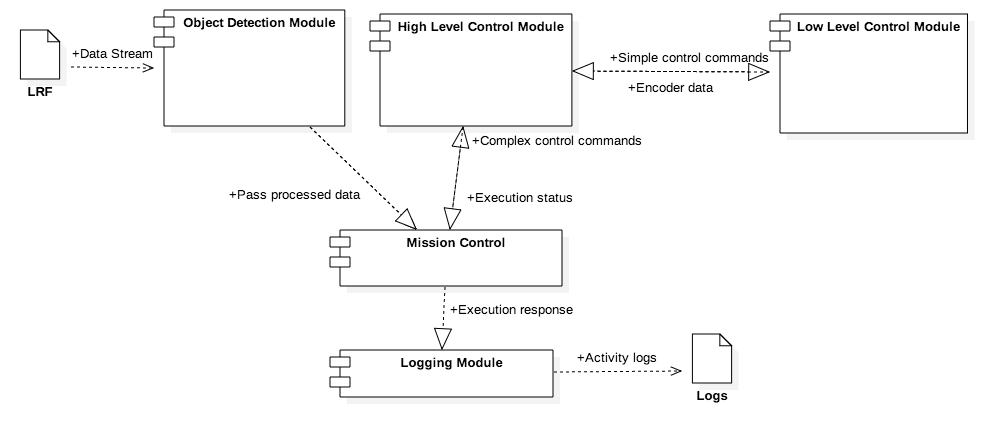 Object Detection Module
High Level Control Module
Low Level Control Module
+Data Stream
+Simple control commands
LRF
+Encoder data
+Complex control commands
+Pass processed data
+Execution status
Mission Control
+Execution response
Logging Module
+Activity logs
Logs